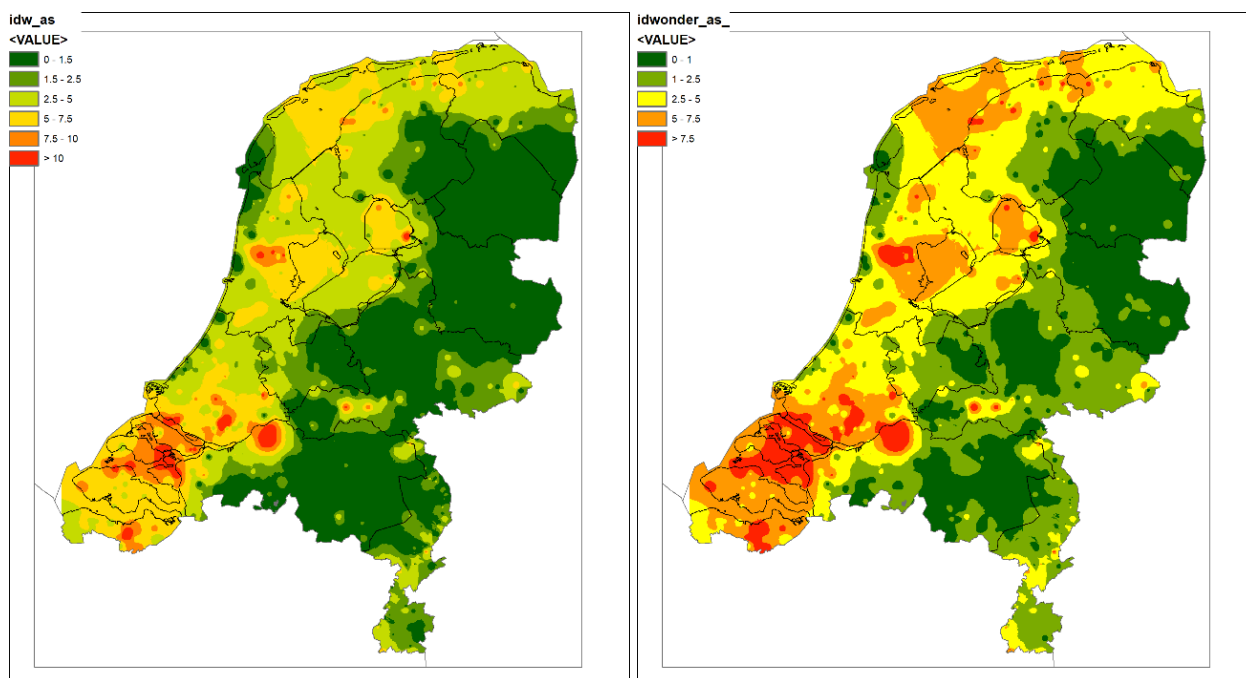 idw_as
<VALUE>
0 - 1.5
1.5 - 2.5
2.5 - 5
5 - 7.5
7.5 - 10
> 10
idwonder_as_
<VALUE>
0 - 1
1 - 2.5
2.5 - 5
5 - 7.5
> 7.5